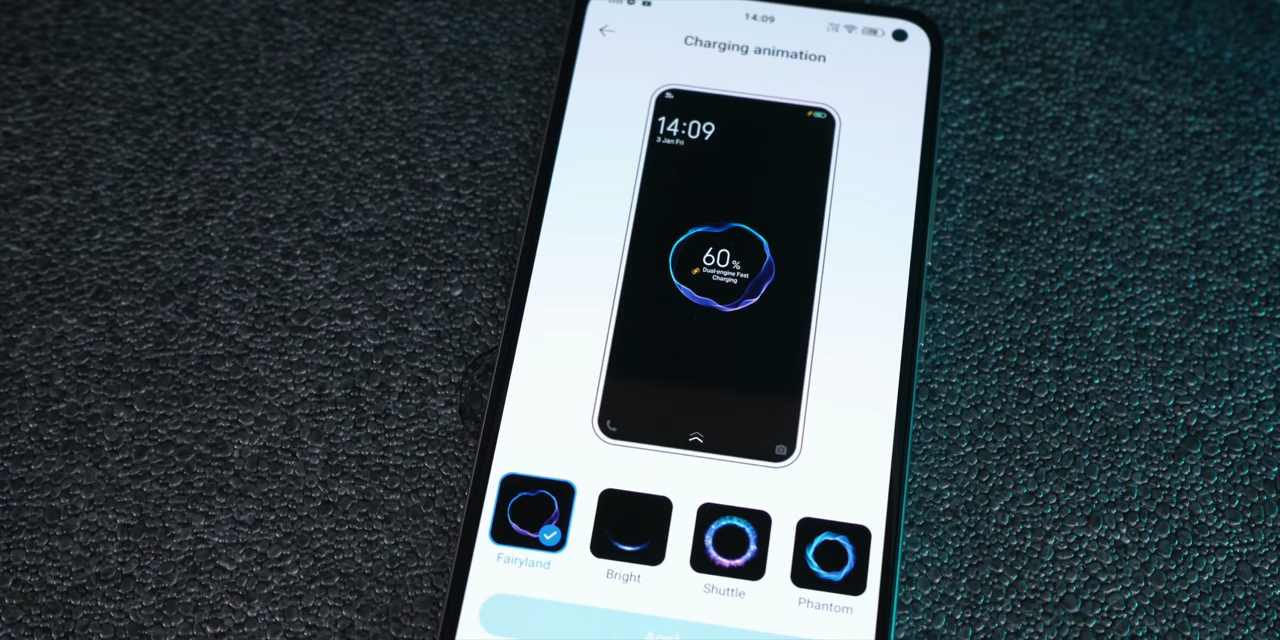 14:09
Charging animation
14:09
3 Jan Fri
60%
Dual-engine Fast
Charging
Fairyland
Bright
Shuttle
Phantom